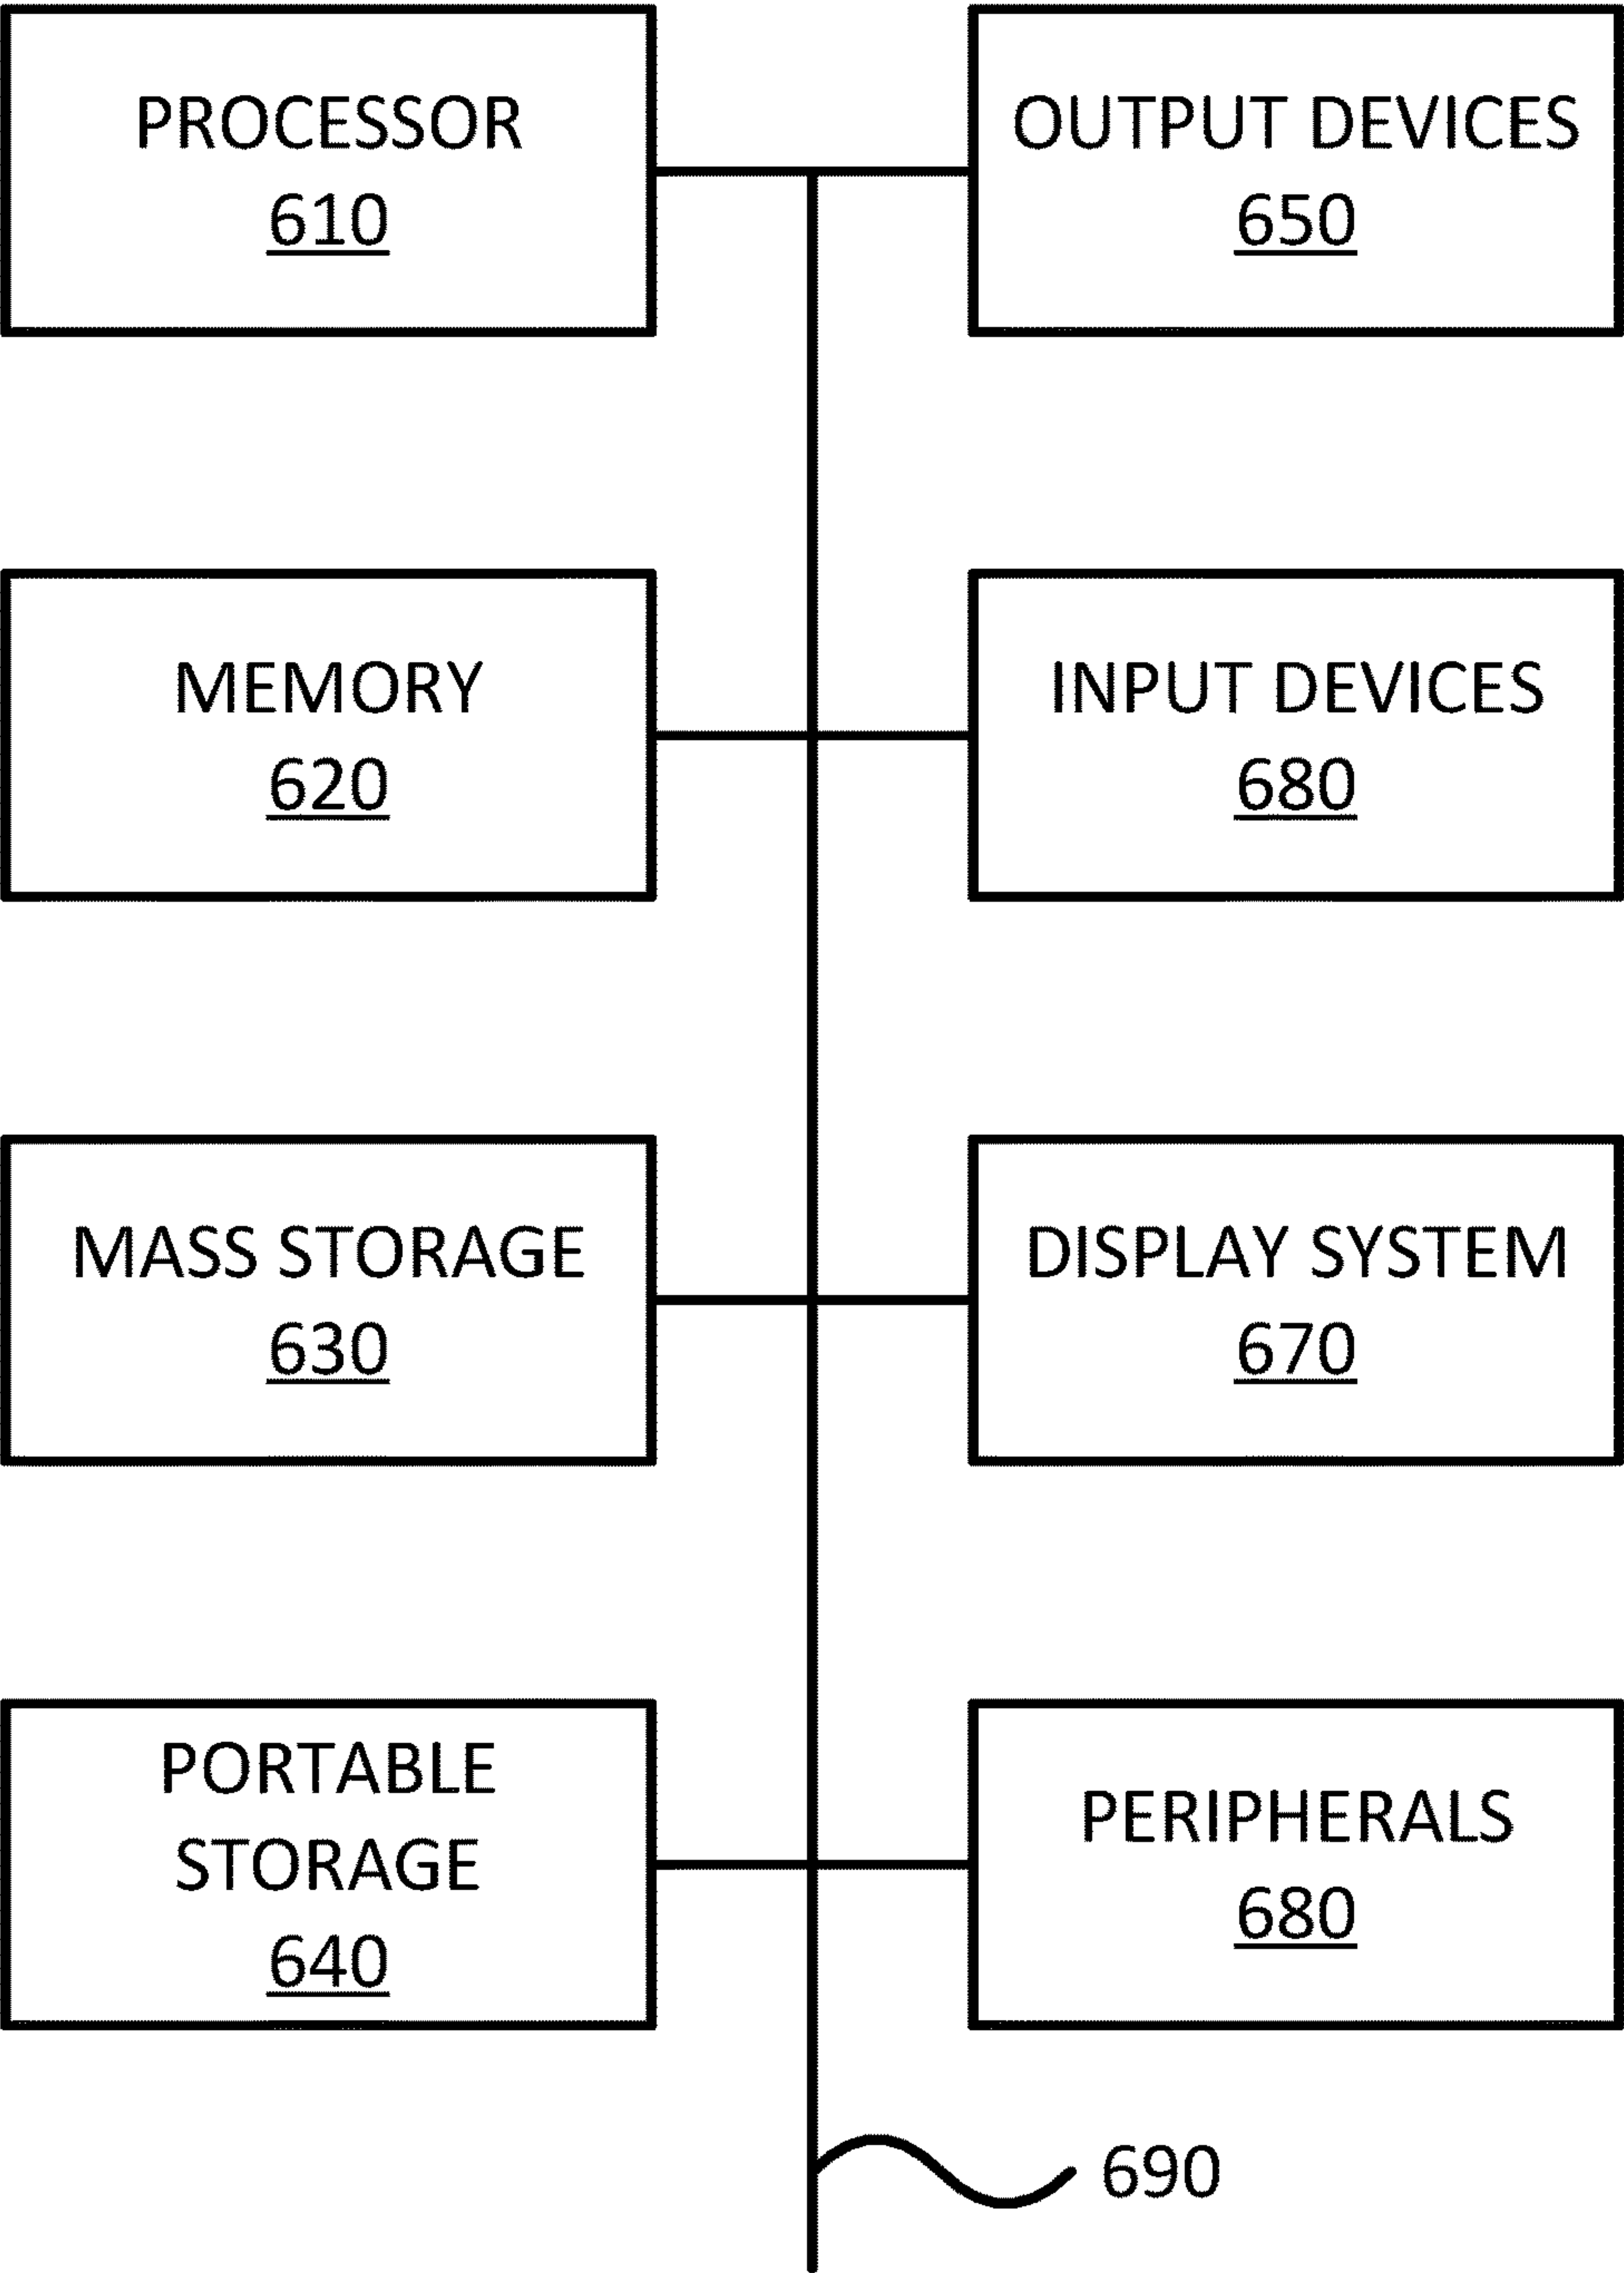 PROCESSOR
610
OUTPUT DEVICES
650
MEMORY
620
INPUT DEVICES
680
MASS STORAGE
630
DISPLAY SYSTEM
670
PORTABLE
STORAGE
640
PERIPHERALS
680
690